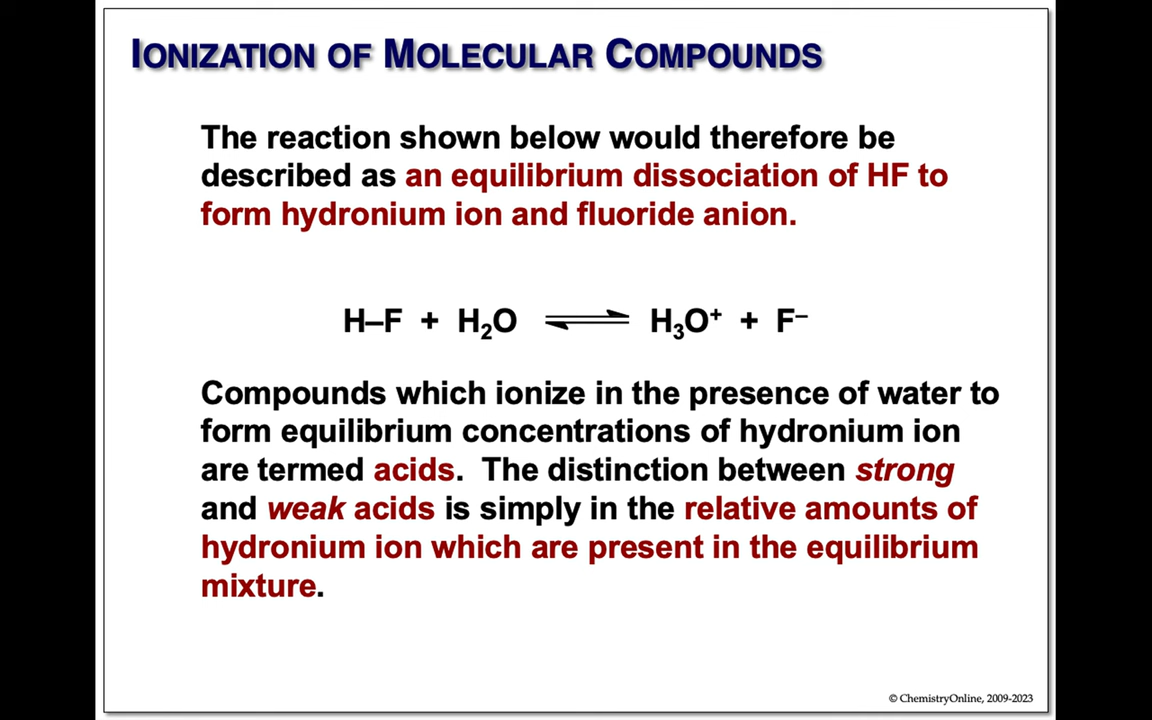 IONIZATION OF MOLECULAR COMPOUNDS
The reaction shown below would therefore be
described as an equilibrium dissociation of HF to
form hydronium ion and fluoride anion.
H–F + H₂O ⇌ H₃O⁺ + F⁻
Compounds which ionize in the presence of water to
form equilibrium concentrations of hydronium ion
are termed acids. The distinction between strong
and weak acids is simply in the relative amounts of
hydronium ion which are present in the equilibrium
mixture.
© ChemistryOnline, 2009-2023